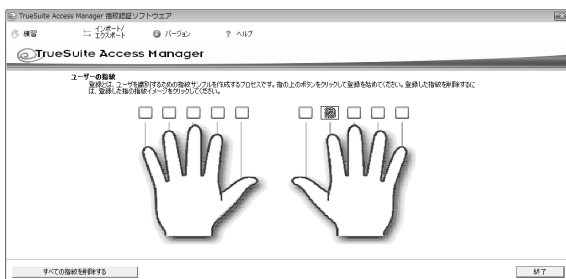 TrueSuite Access Manager 指紋認証ソフトウエア
練習
インポート/
エクスポート
バージョン
? ヘルプ
TrueSuite Access Manager
ユーザーの指紋
登録とは、ユーザを識別するための指紋サンプルを作成するプロセスです。指の上のボタンをクリックして登録を始めてください。登録した指紋を削除するに
は、登録した指の指紋イメージをクリックしてください。
すべての指紋を削除する
終了